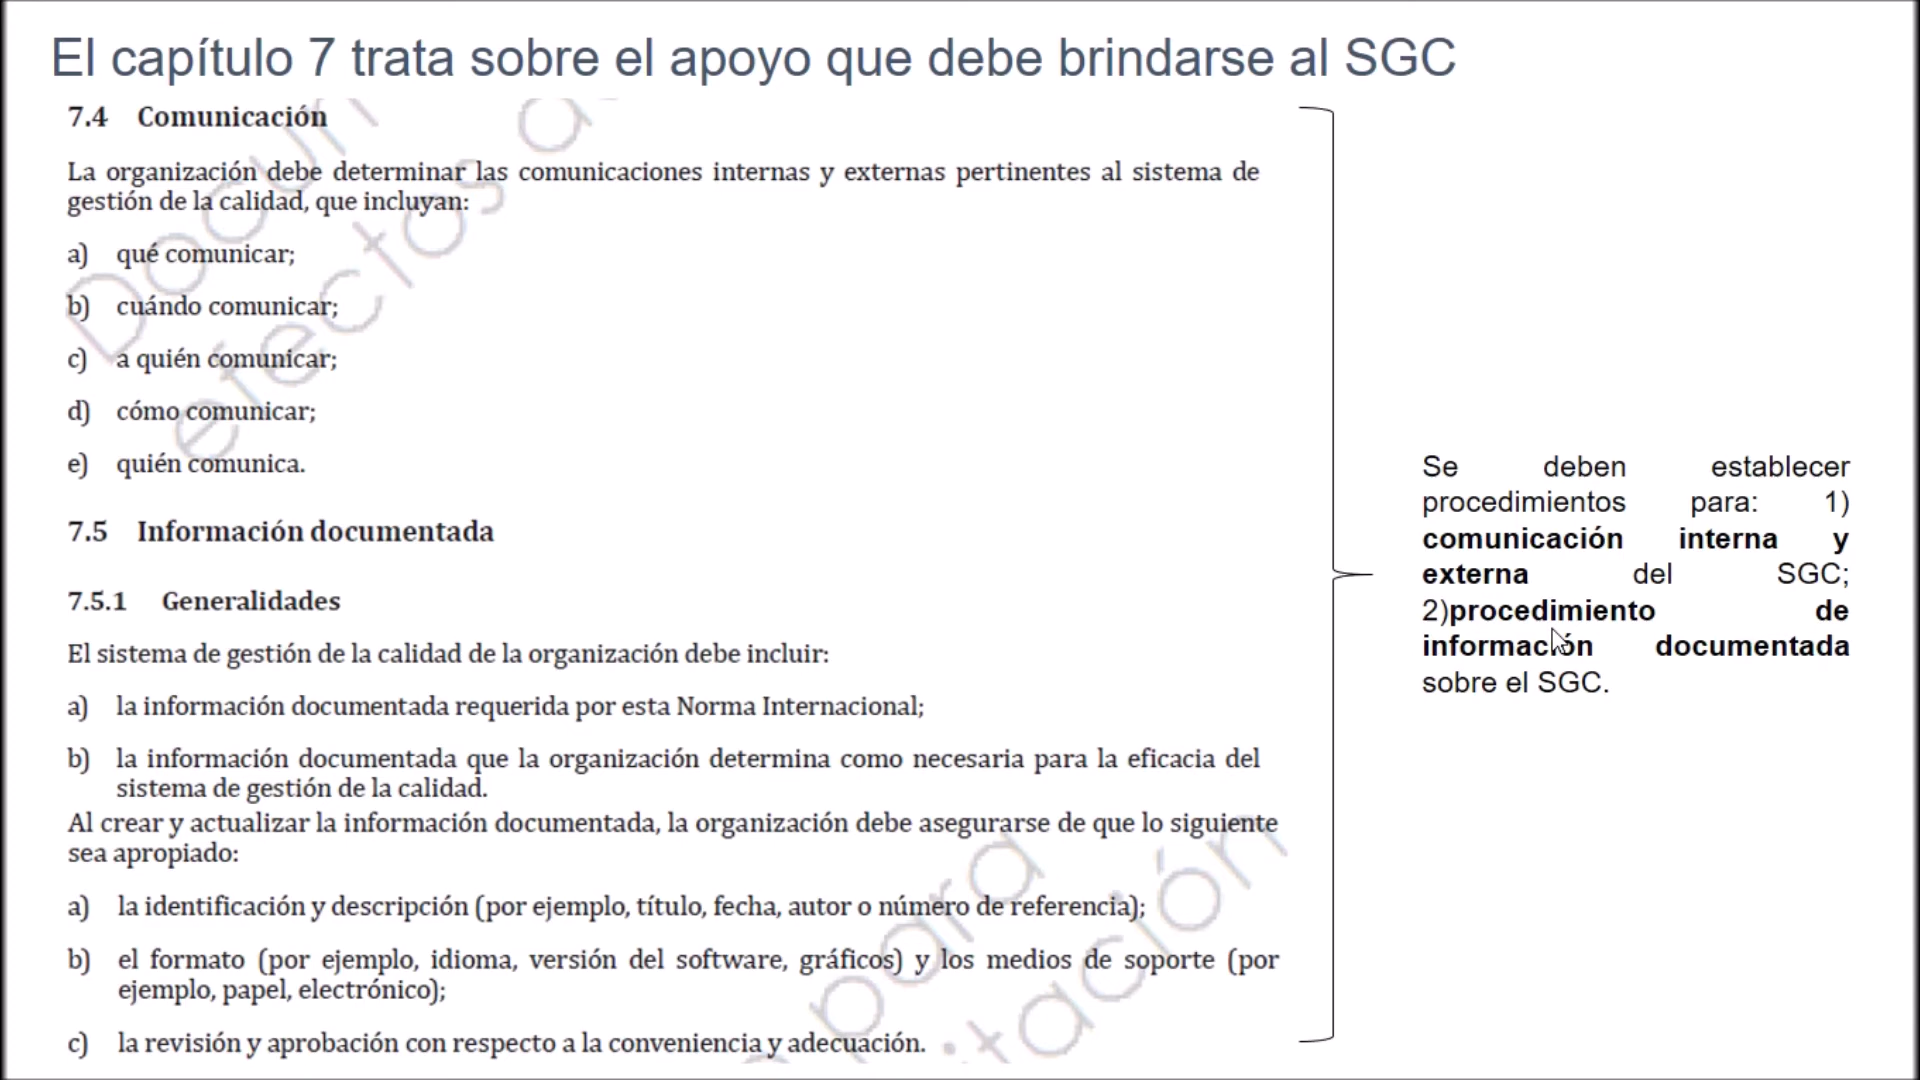 El capítulo 7 trata sobre el apoyo que debe brindarse al SGC
7.4 Comunicación
La organización debe determinar las comunicaciones internas y externas pertinentes al sistema de
gestión de la calidad, que incluyan:
a) qué comunicar;
b) cuándo comunicar;
c) a quién comunicar;
d) cómo comunicar;
e) quién comunica.
7.5 Información documentada
7.5.1 Generalidades
El sistema de gestión de la calidad de la organización debe incluir:
a) la información documentada requerida por esta Norma Internacional;
b) la información documentada que la organización determina como necesaria para la eficacia del
sistema de gestión de la calidad.
Al crear y actualizar la información documentada, la organización debe asegurarse de que lo siguiente
sea apropiado:
a) la identificación y descripción (por ejemplo, título, fecha, autor o número de referencia);
b) el formato (por ejemplo, idioma, versión del software, gráficos) y los medios de soporte (por
ejemplo, papel, electrónico);
c) la revisión y aprobación con respecto a la conveniencia y adecuación.
Se deben establecer
procedimientos para: 1)
comunicación interna y
externa del SGC;
2)procedimiento de
información documentada
sobre el SGC.
efectos
para